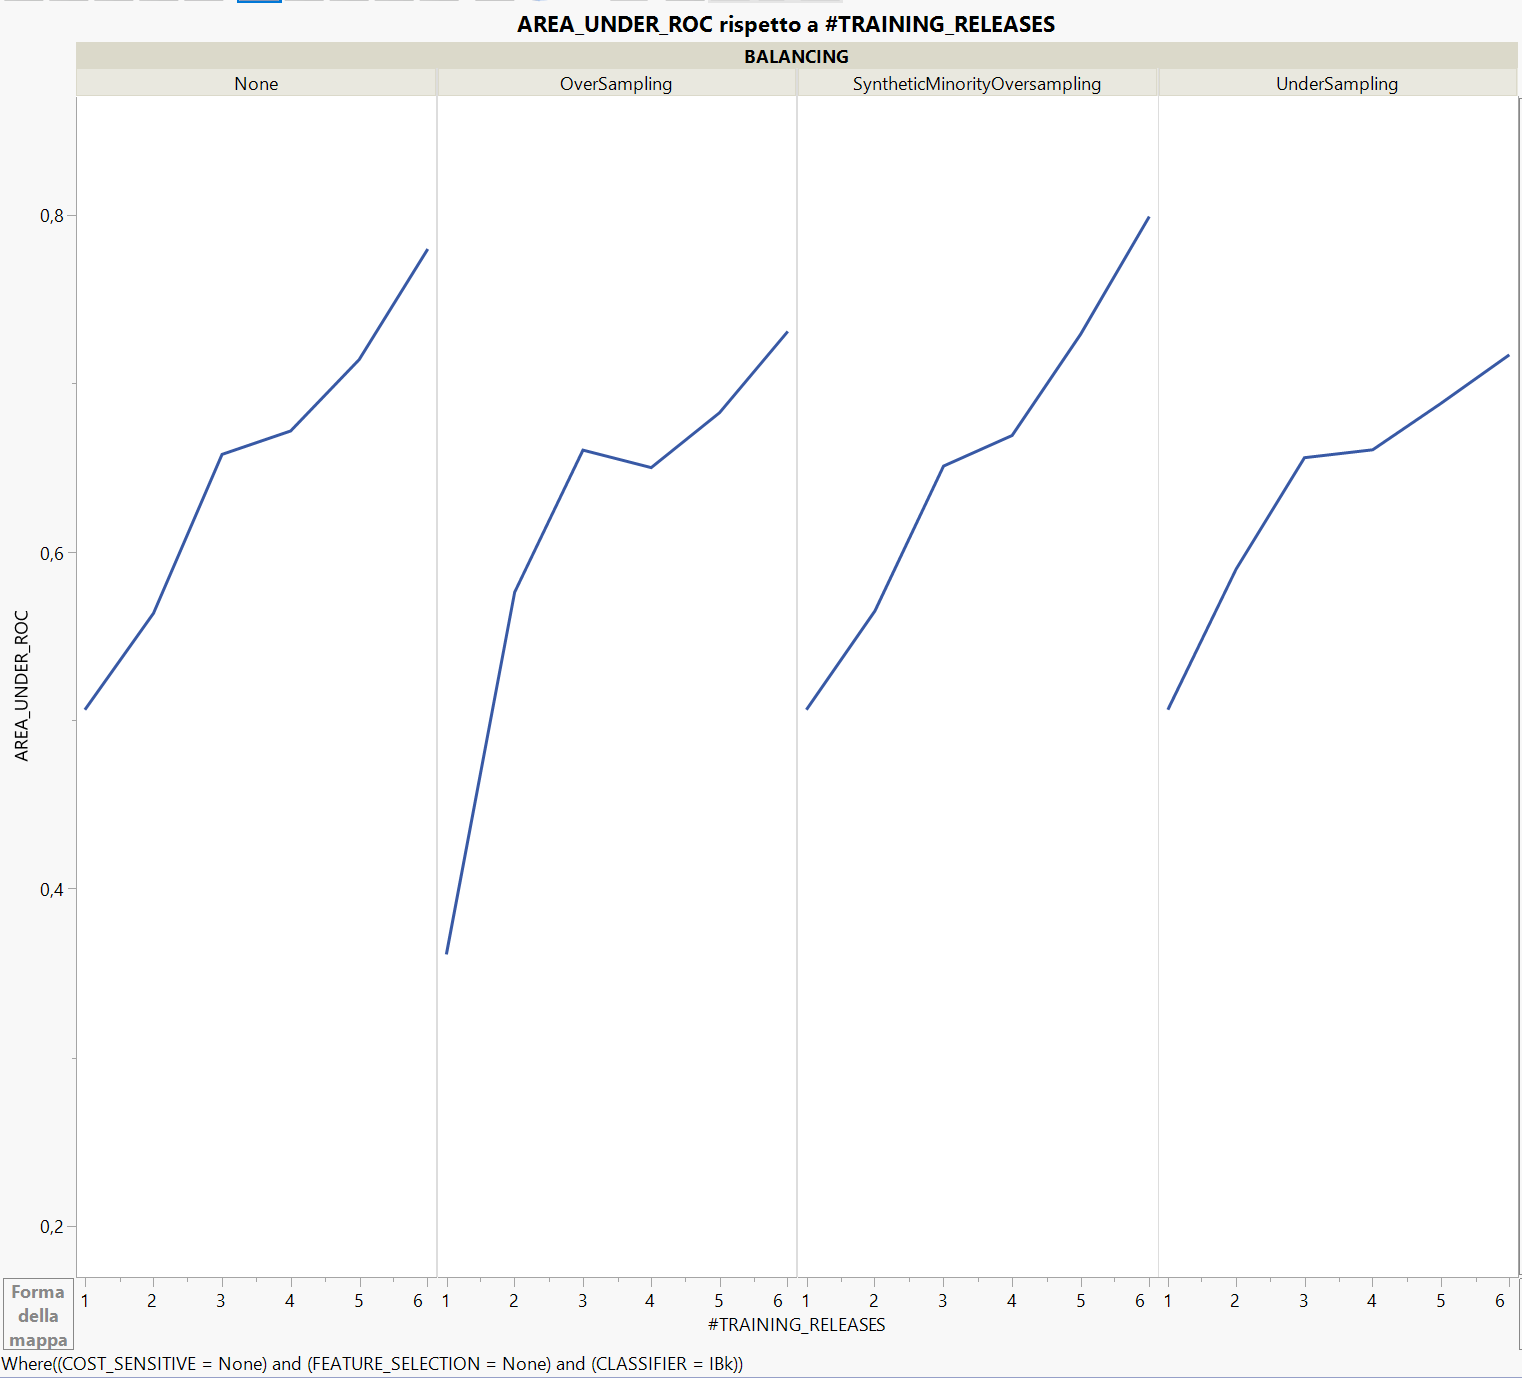 AREA_UNDER_ROC rispetto a #TRAINING_RELEASES
BALANCING
None OverSampling SyntheticMinorityOversampling UnderSampling
0,8
0,6
0,4
0,2
AREA_UNDER_ROC
1 2 3 4 5 6 1 2 3 4 5 6 1 2 3 4 5 6 1 2 3 4 5 6
#TRAINING_RELEASES
Forma
della
mappa
Where((COST_SENSITIVE = None) and (FEATURE_SELECTION = None) and (CLASSIFIER = IBk))